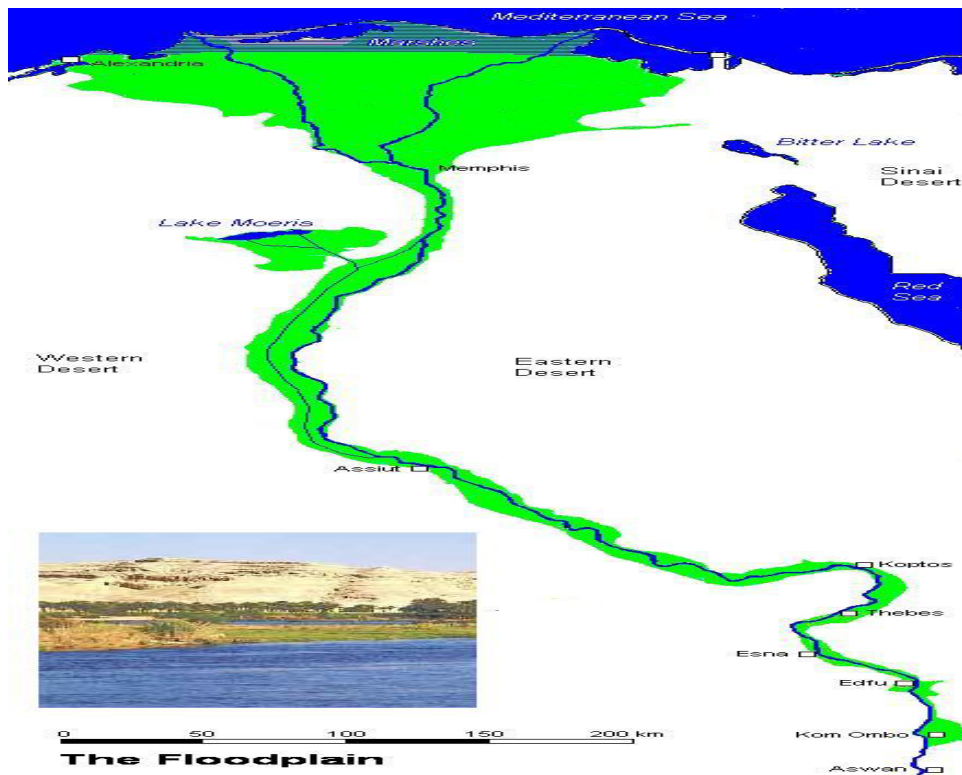 Mediterranean Sea
Marshes
Alexandria
Bitter Lake
Memphis
Sinai
Desert
Lake Moeris
Red
Sea
Western
Desert
Eastern
Desert
Assiut
Koptos
Thebes
Esna
Edfu
0 50 100 150 200 km
Kom Ombo
The Floodplain
Aswan